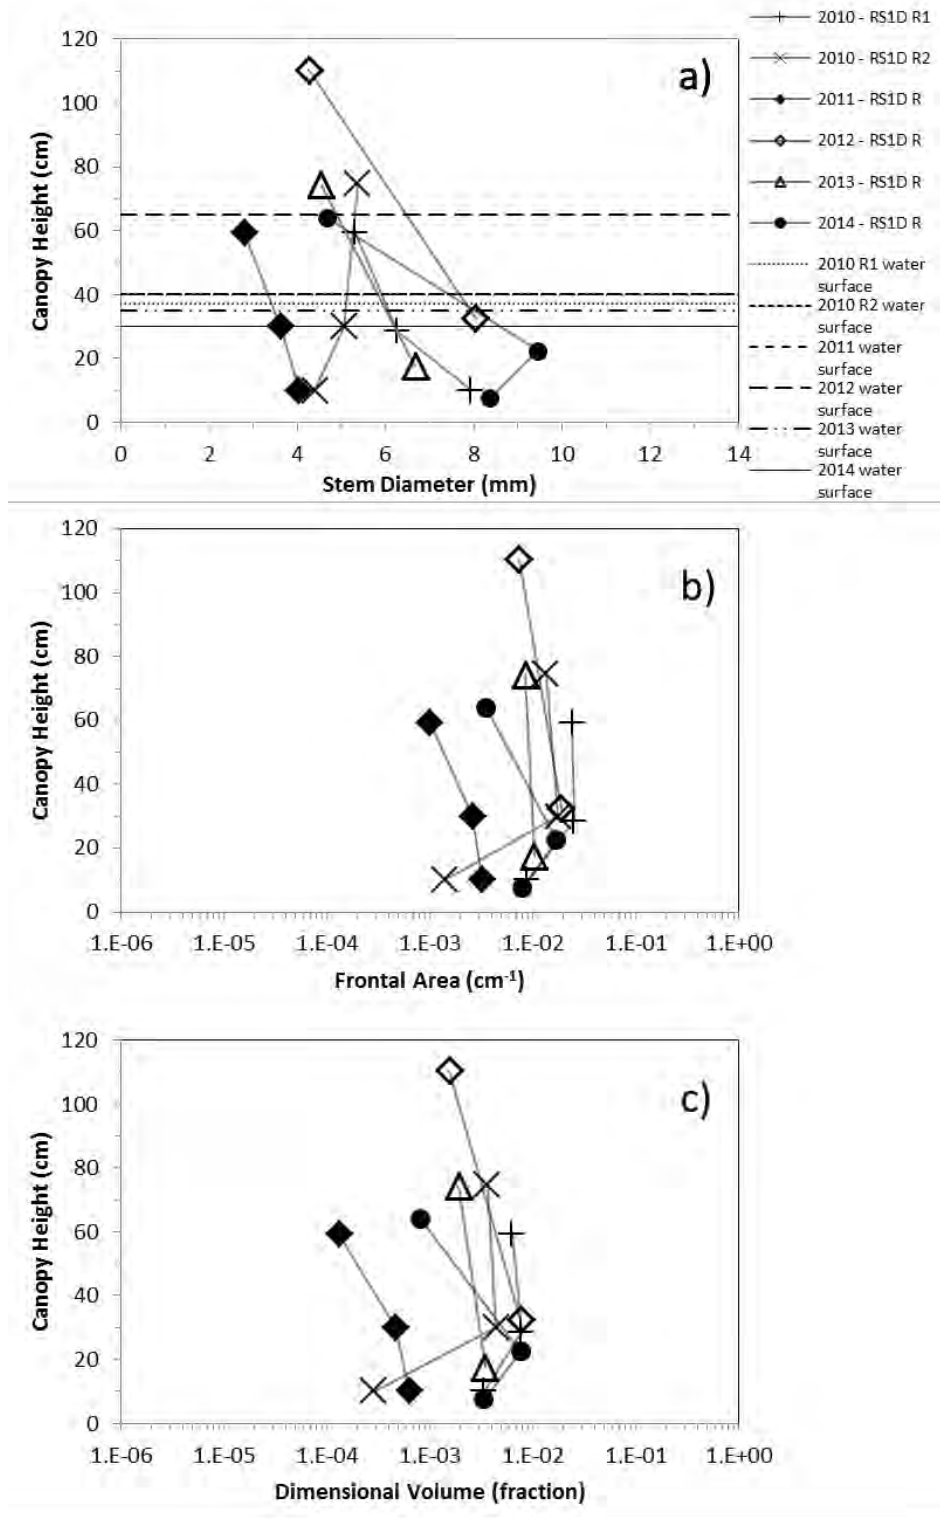 a)
120
100
80
60
40
20
0
Canopy Height (cm)
0 2 4 6 8 10 12 14
Stem Diameter (mm)
2010 - RS1D R1
2010 - RS1D R2
2011 - RS1D R
2012 - RS1D R
2013 - RS1D R
2014 - RS1D R
2010 R1 water
surface
2010 R2 water
surface
2011 water
surface
2012 water
surface
2013 water
surface
2014 water
surface
b)
120
100
80
60
40
20
0
Canopy Height (cm)
1.E-06 1.E-05 1.E-04 1.E-03 1.E-02 1.E-01 1.E+00
Frontal Area (cm⁻¹)
c)
120
100
80
60
40
20
0
Canopy Height (cm)
1.E-06 1.E-05 1.E-04 1.E-03 1.E-02 1.E-01 1.E+00
Dimensional Volume (fraction)